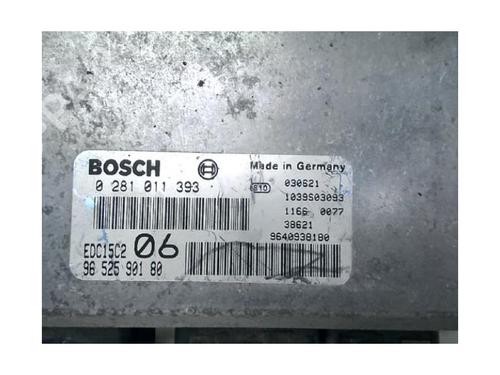 BOSCH
Made in Germany
0 281 011 393
810
030621
1039S03093
1166 0077
38621
EDC15C2 06
9640938180
96 525 901 80